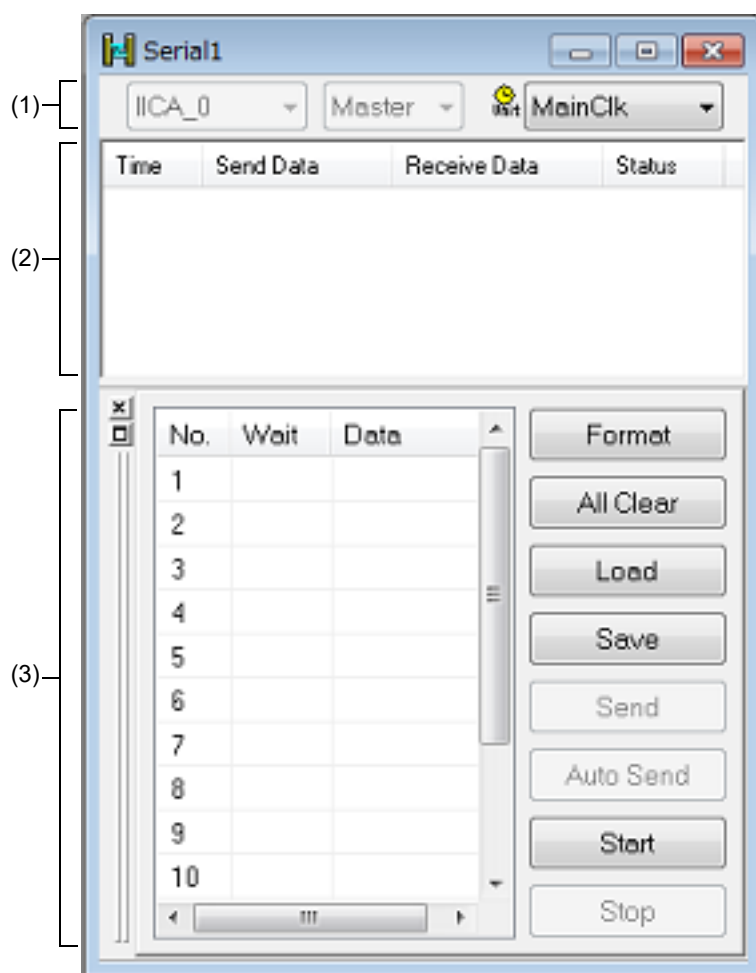 Serial1
(1) IICA_0 Master Unit MainClk
Time Send Data Receive Data Status
(2)
No. Wait Data
Format
1
All Clear
2
3
Load
4
Save
5
(3)
6
Send
7
Auto Send
8
9
Start
10
Stop